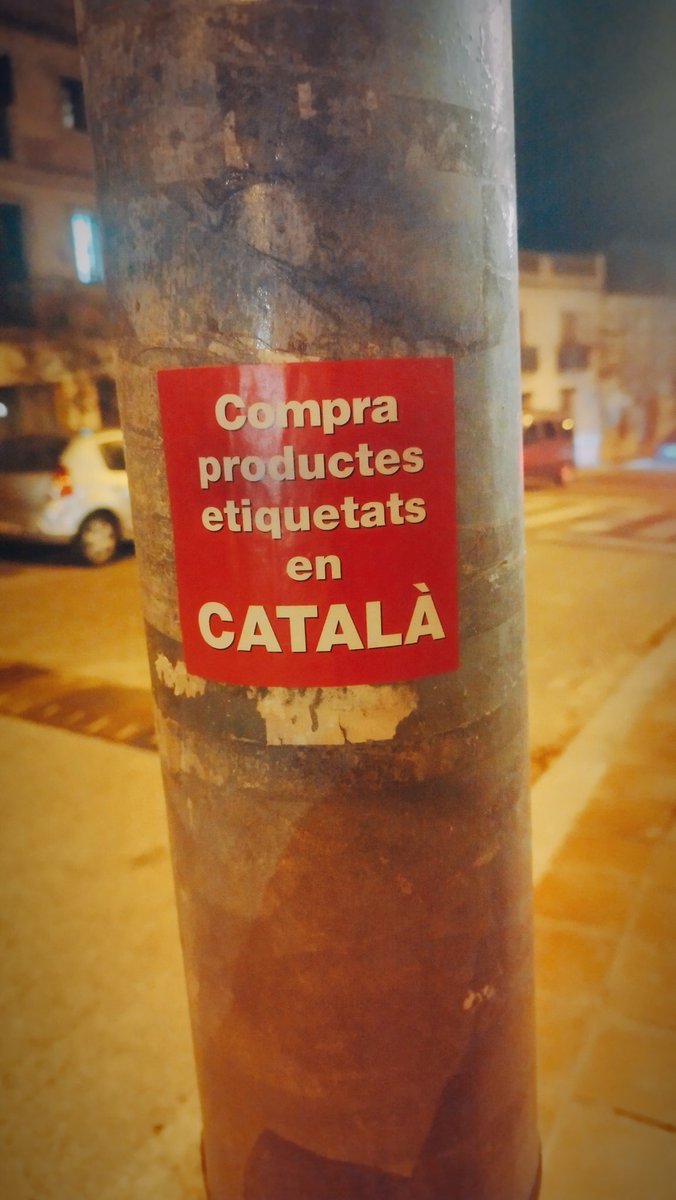 Compra
productes
etiquetats
en
CATALÀ